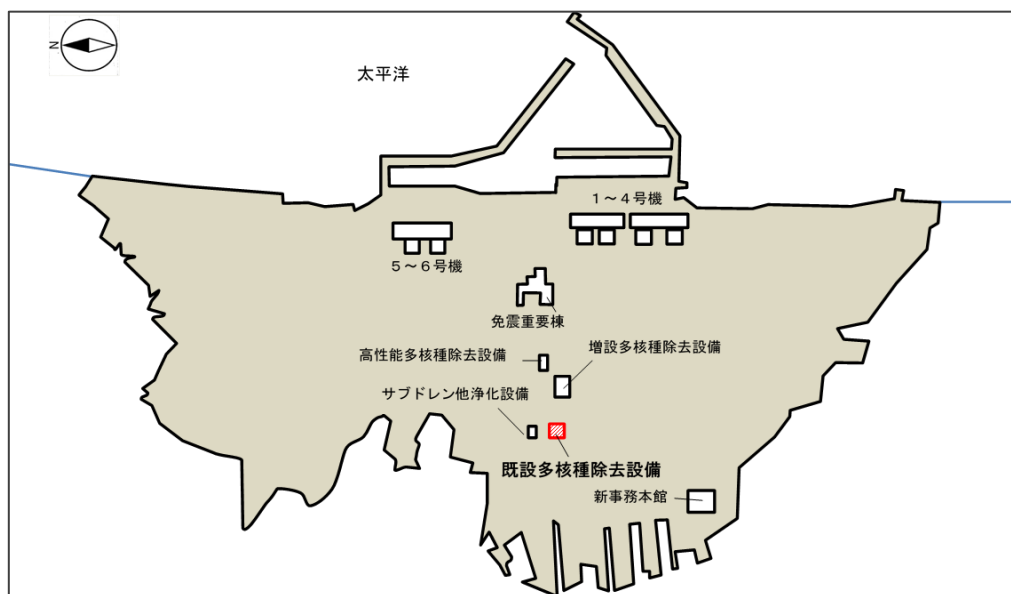 N
太平洋
1～4号機
5～6号機
免震重要棟
増設多核種除去設備
高性能多核種除去設備
サブドレン他浄化設備
既設多核種除去設備
新事務本館